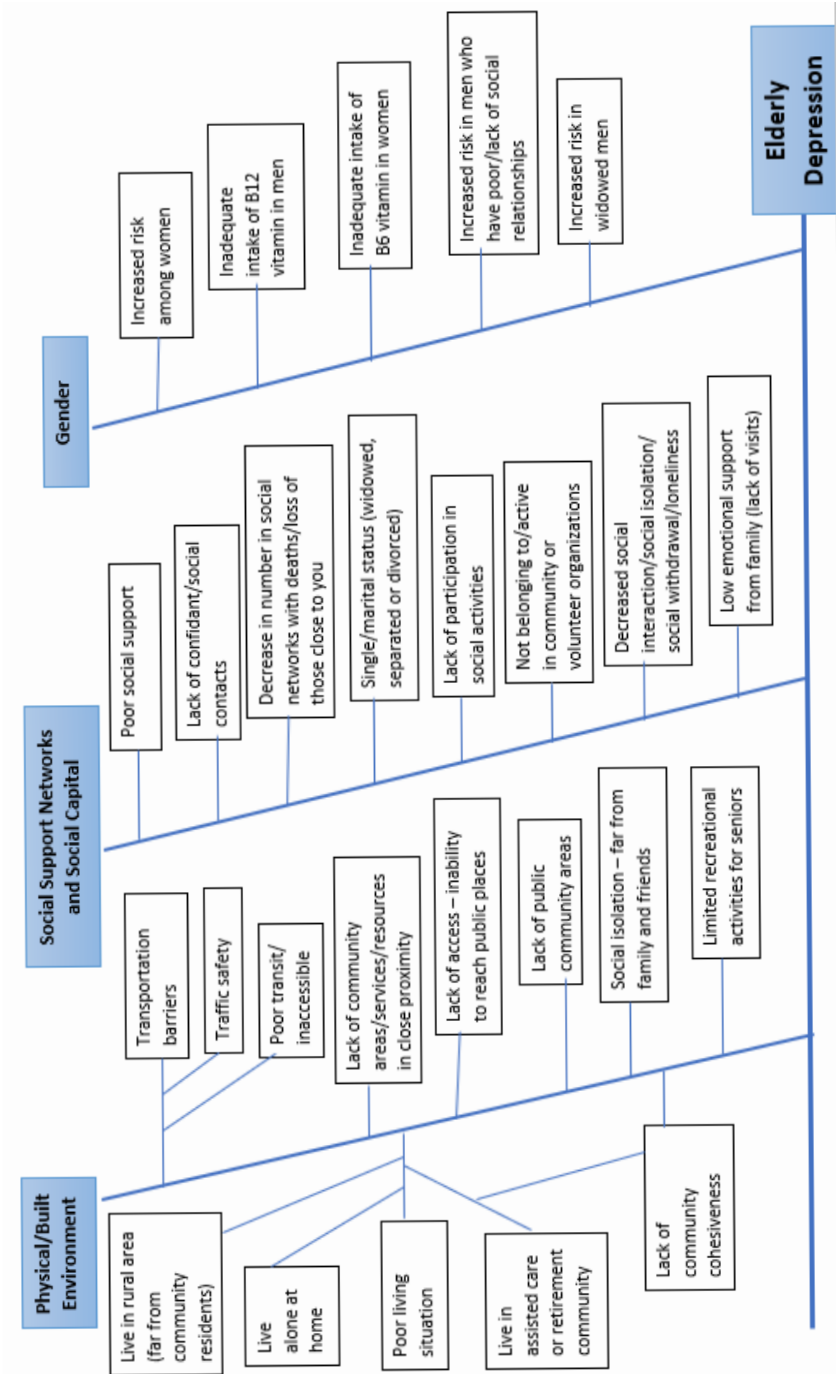 Physical/Built
Environment
Live in rural area
(far from
community
residents)
Live
alone at
home
Poor living
situation
Live in
assisted care
or retirement
community
Lack of
community
cohesiveness
Transportation
barriers
Traffic safety
Poor transit/
inaccessible
Lack of community
areas/services/resources
in close proximity
Lack of access – inability
to reach public places
Lack of public
community areas
Social isolation – far from
family and friends
Limited recreational
activities for seniors
Social Support Networks
and Social Capital
Poor social support
Lack of confidant/social
contacts
Decrease in number in social
networks with deaths/loss of
those close to you
Single/marital status (widowed,
separated or divorced)
Lack of participation in
social activities
Not belonging to/active
in community or
volunteer organizations
Decreased social
interaction/social isolation/
social withdrawal/loneliness
Low emotional support
from family (lack of visits)
Gender
Increased risk
among women
Inadequate
intake of B12
vitamin in men
Inadequate intake of
B6 vitamin in women
Increased risk in men who
have poor/lack of social
relationships
Increased risk in
widowed men
Elderly
Depression